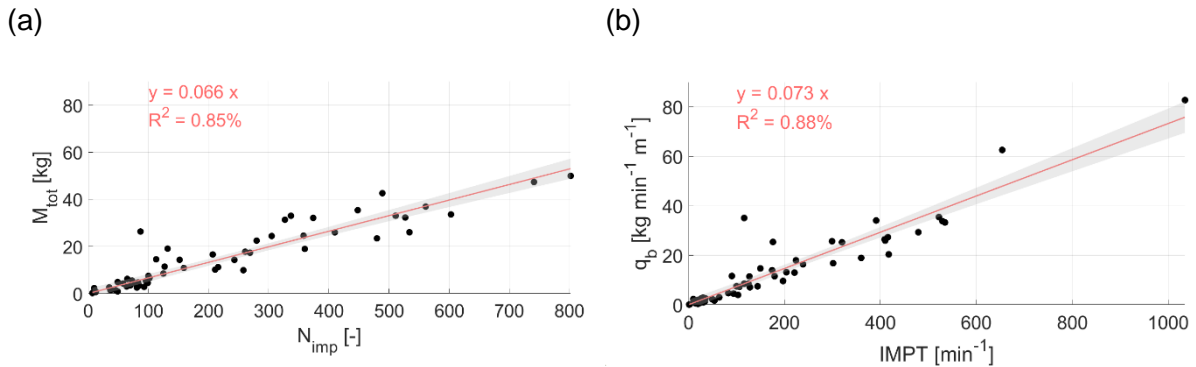 (a)
(b)
y = 0.066 x
R² = 0.85%
M_tot [kg]
80
60
40
20
0
0 100 200 300 400 500 600 700 800
N_imp [-]
y = 0.073 x
R² = 0.88%
q_b [kg min⁻¹ m⁻¹]
80
60
40
20
0
0 200 400 600 800 1000
IMPT [min⁻¹]